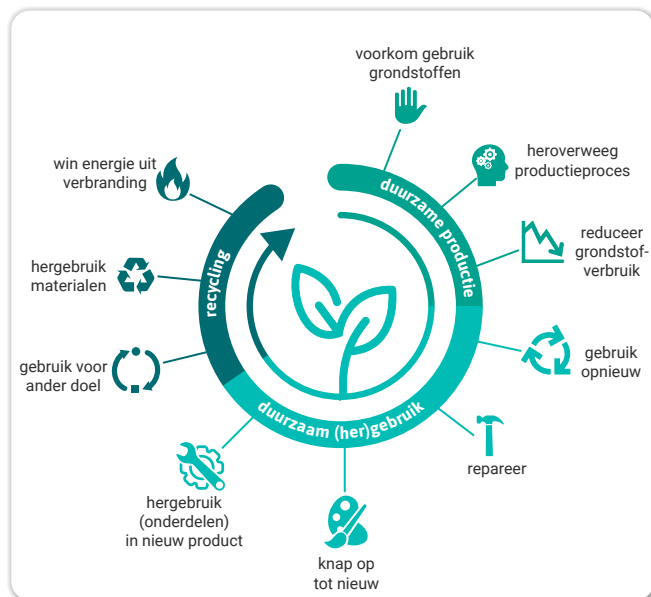 voorkom gebruik
grondstoffen
heroverweeg
productieproces
reduceer
grondstof-
verbruik
gebruik
opnieuw
repareer
knap op
tot nieuw
hergebruik
(onderdelen)
in nieuw product
gebruik voor
ander doel
hergebruik
materialen
win energie uit
verbranding
duurzame productie
duurzaam (her)gebruik
recycling